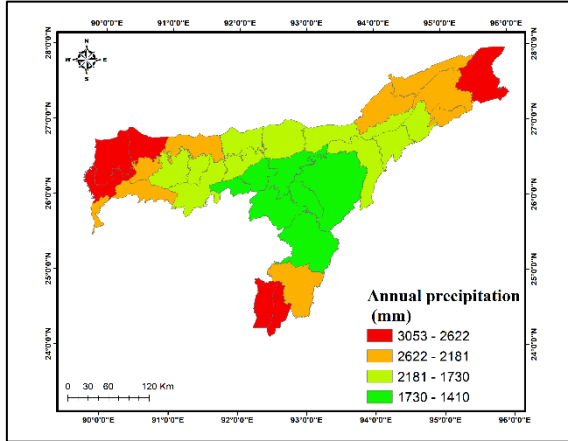 90°0'0"E 91°0'0"E 92°0'0"E 93°0'0"E 94°0'0"E 95°0'0"E 96°0'0"E
28°0'0"N 28°0'0"N
N
W E
S
27°0'0"N 27°0'0"N
26°0'0"N 26°0'0"N
25°0'0"N 25°0'0"N
24°0'0"N 24°0'0"N
Annual precipitation
(mm)
3053 - 2622
2622 - 2181
2181 - 1730
1730 - 1410
0 30 60 120 Km
90°0'0"E 91°0'0"E 92°0'0"E 93°0'0"E 94°0'0"E 95°0'0"E 96°0'0"E